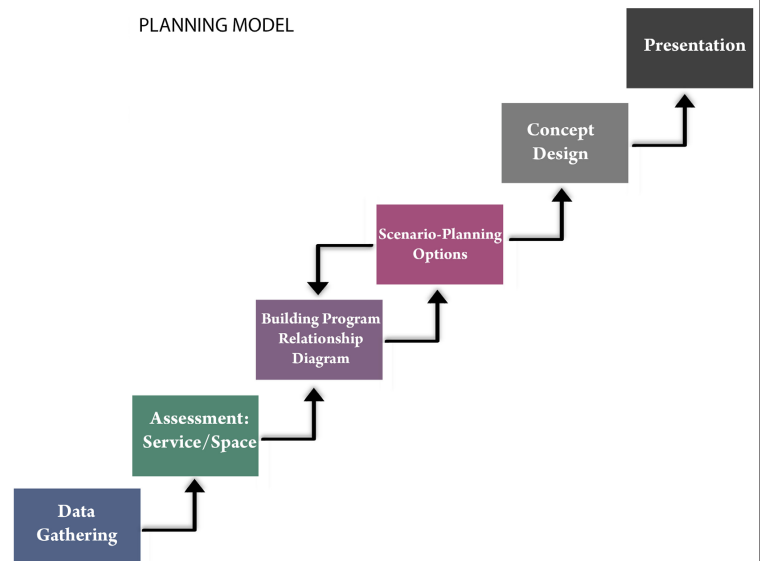 PLANNING MODEL
Presentation
Concept
Design
Scenario-Planning
Options
Building Program
Relationship
Diagram
Assessment:
Service/Space
Data
Gathering